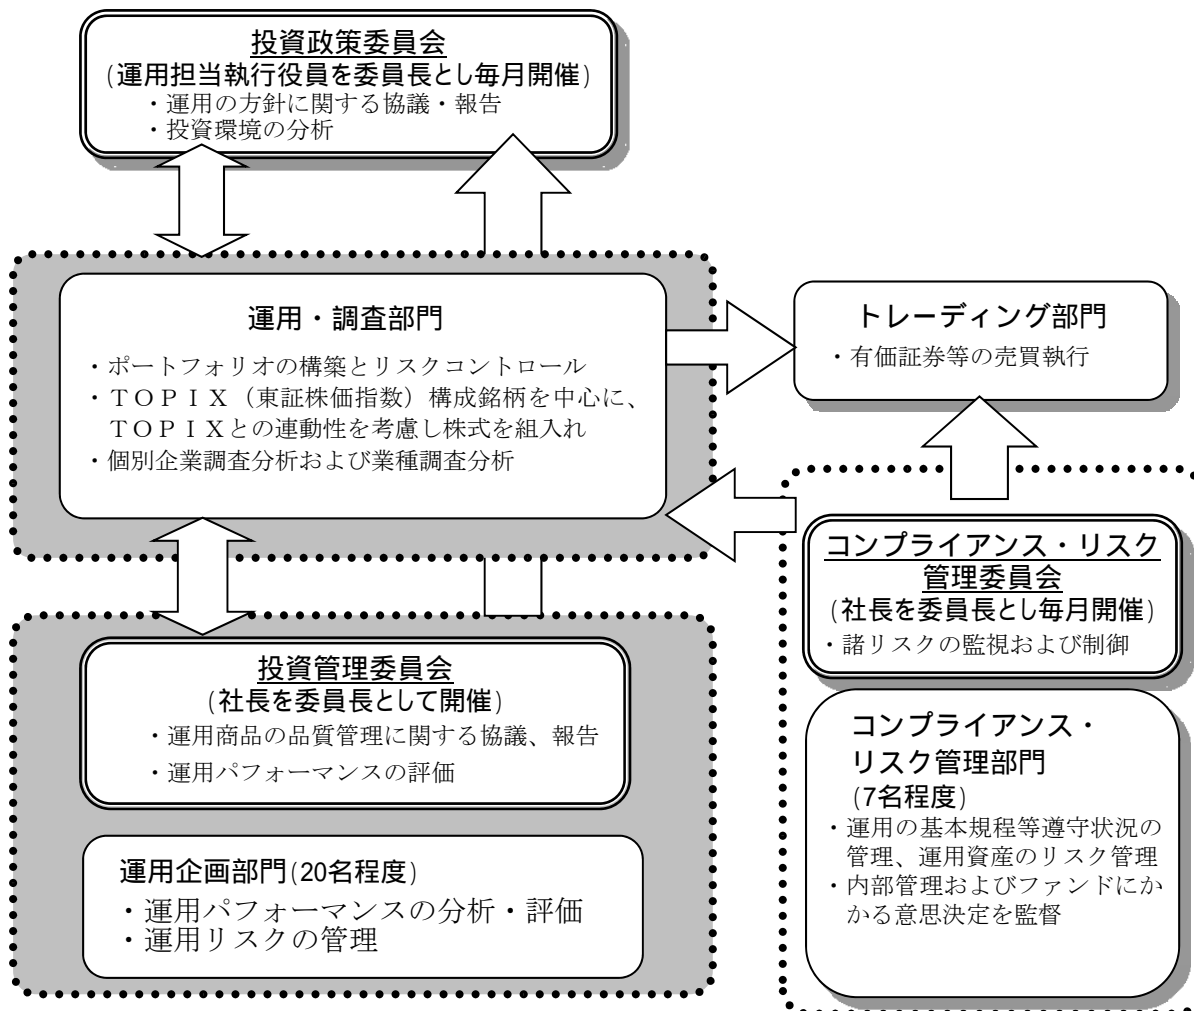 投資政策委員会
(運用担当執行役員を委員長とし毎月開催)
・運用の方針に関する協議・報告
・投資環境の分析
運用・調査部門
・ポートフォリオの構築とリスクコントロール
・ＴＯＰＩＸ（東証株価指数）構成銘柄を中心に、
ＴＯＰＩＸとの連動性を考慮し株式を組入れ
・個別企業調査分析および業種調査分析
トレーディング部門
・有価証券等の売買執行
投資管理委員会
(社長を委員長として開催)
・運用商品の品質管理に関する協議、報告
・運用パフォーマンスの評価
運用企画部門(20名程度)
・運用パフォーマンスの分析・評価
・運用リスクの管理
コンプライアンス・リスク
管理委員会
(社長を委員長とし毎月開催)
・諸リスクの監視および制御
コンプライアンス・
リスク管理部門
(7名程度)
・運用の基本規程等遵守状況の
管理、運用資産のリスク管理
・内部管理およびファンドにか
かる意思決定を監督